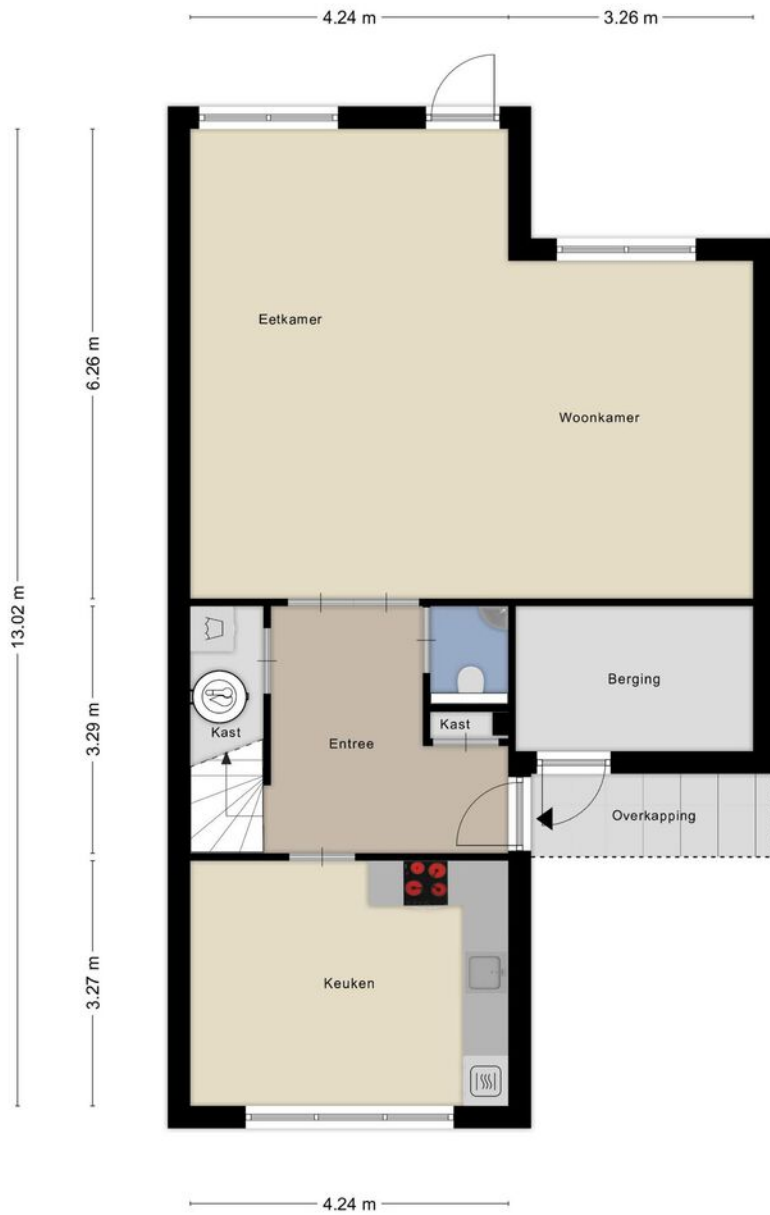 4.24 m
3.26 m
Eetkamer
6.26 m
Woonkamer
13.02 m
3.29 m
Berging
Kast
Kast
Entree
Overkapping
3.27 m
Keuken
4.24 m